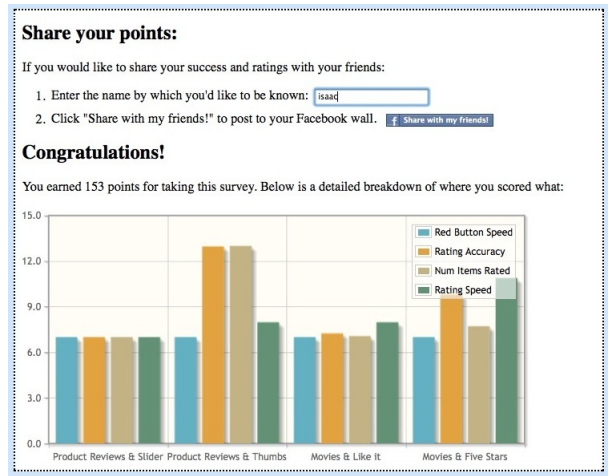 Share your points:
If you would like to share your success and ratings with your friends:
1. Enter the name by which you'd like to be known: isaac
2. Click "Share with my friends!" to post to your Facebook wall. f Share with my friends!
Congratulations!
You earned 153 points for taking this survey. Below is a detailed breakdown of where you scored what:
15.0
12.0
9.0
6.0
3.0
0.0
Red Button Speed
Rating Accuracy
Num Items Rated
Rating Speed
Product Reviews & Slider Product Reviews & Thumbs Movies & Like it Movies & Five Stars